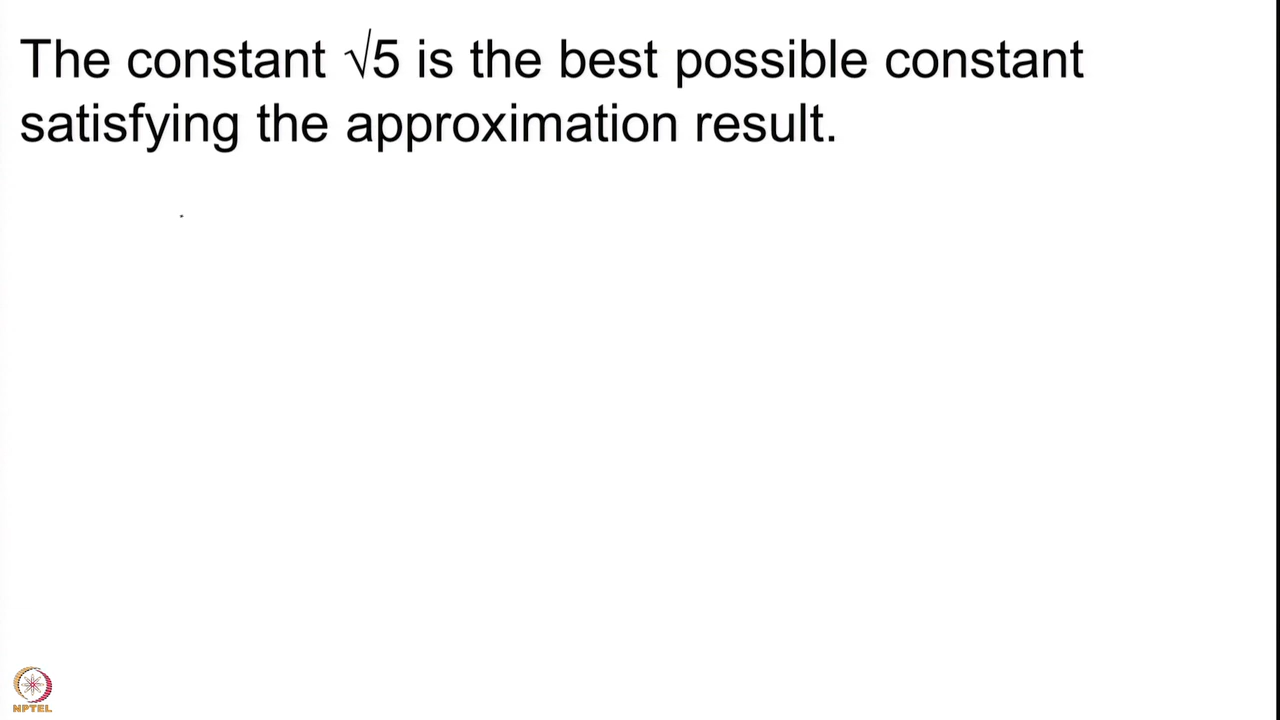 The constant √5 is the best possible constant
satisfying the approximation result.
NPTEL